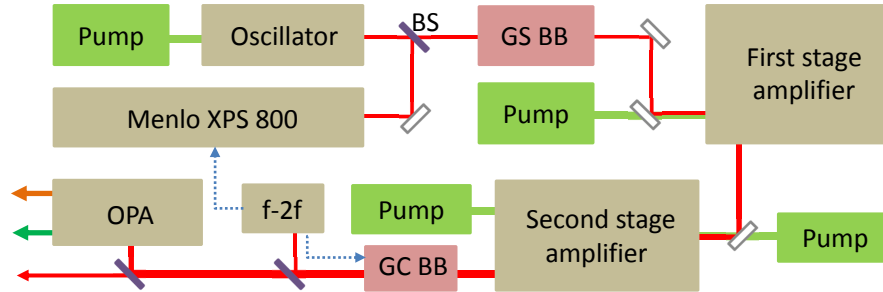 Pump
Oscillator
BS
GS BB
First stage
amplifier
Menlo XPS 800
Pump
OPA
f-2f
Pump
Second stage
amplifier
Pump
GC BB